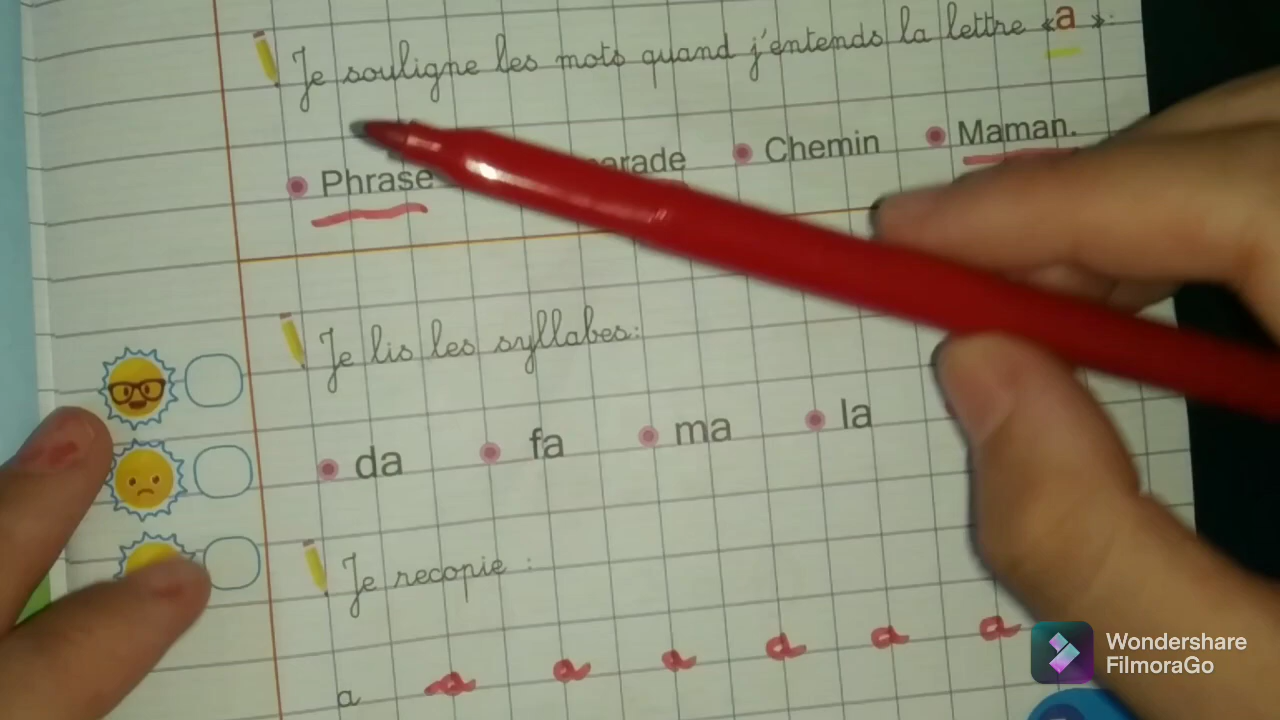 Je souligne les mots quand j'entends la lettre «a».
Phrase Chemin Maman.
Je lis les syllabes:
da fa ma la
Je recopie :
a a a a a a a
Wondershare
FilmoraGo